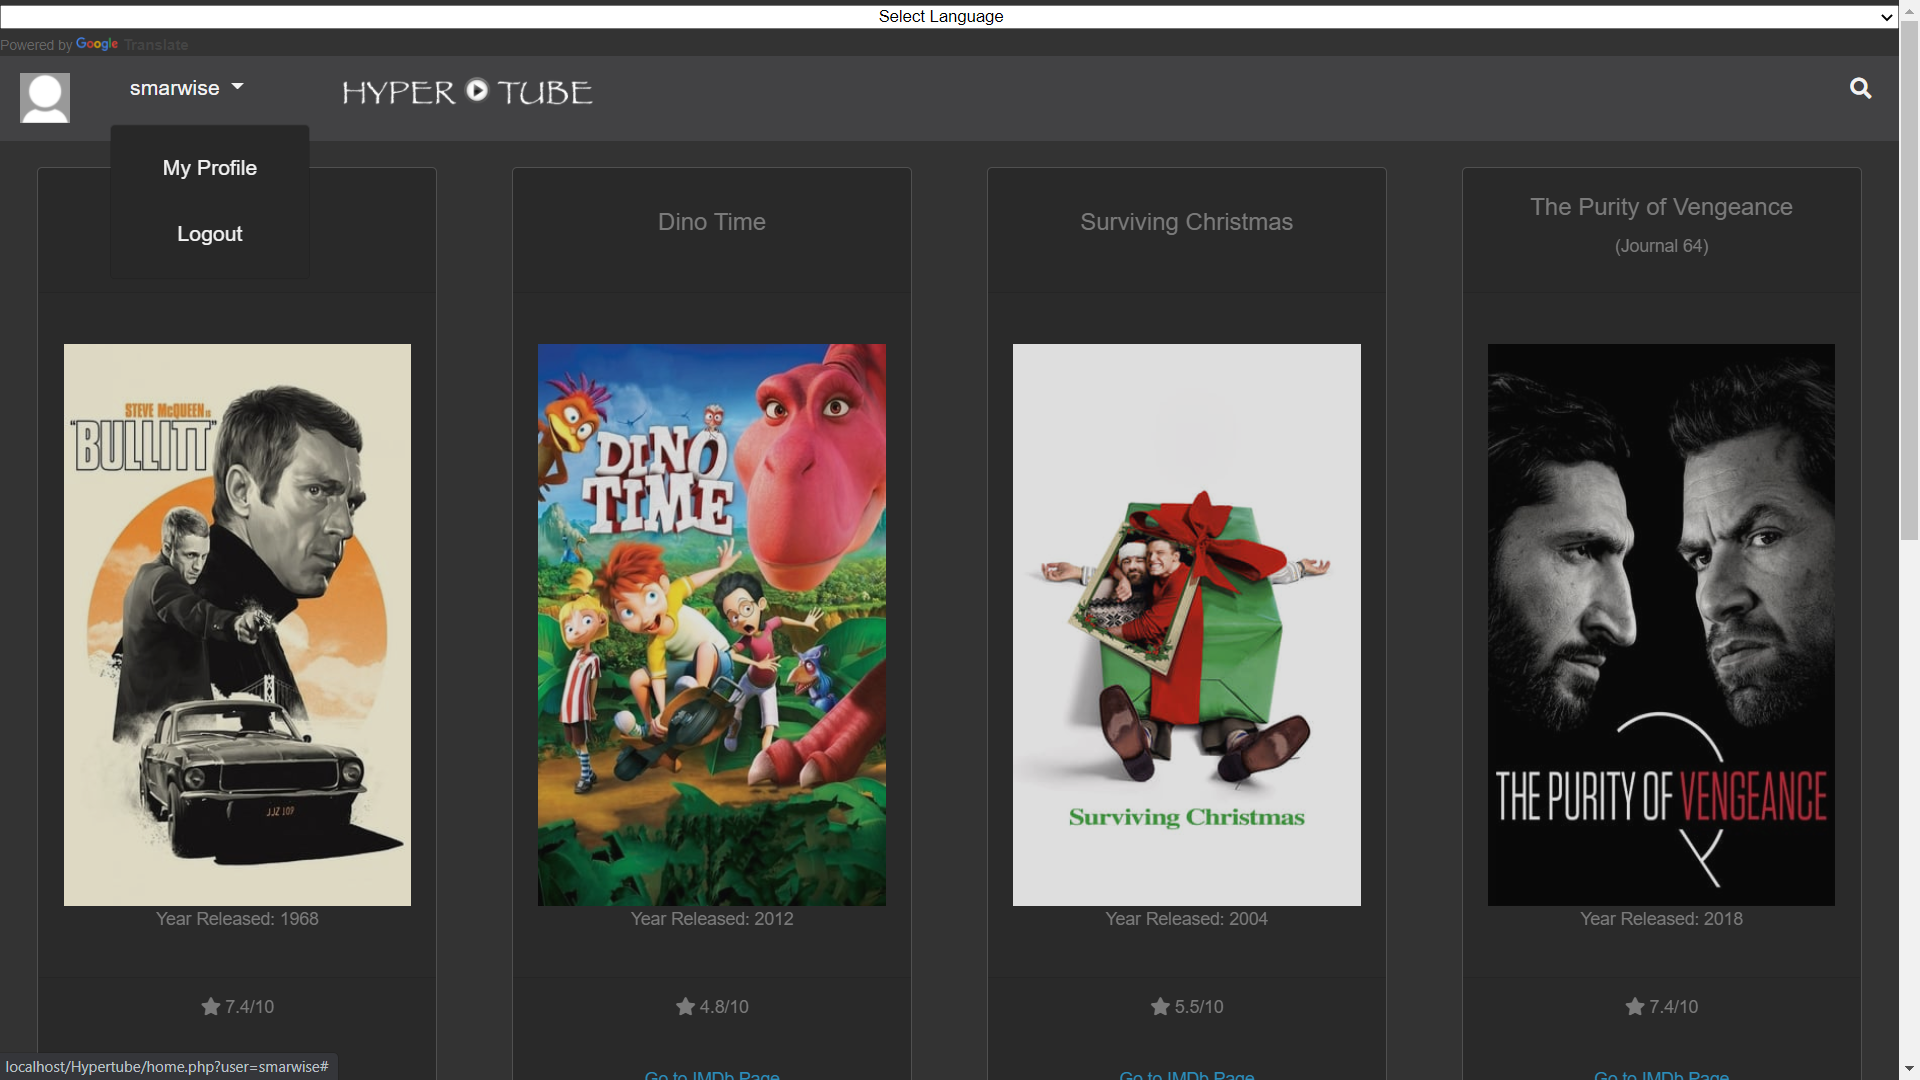 Select Language
Powered by Google Translate
smarwise
HYPER TUBE
My Profile
Logout
Dino Time
Surviving Christmas
The Purity of Vengeance
(Journal 64)
STEVE McQUEEN IS
"BULLITT"
JJZ 109
DINO
TIME
Surviving Christmas
THE PURITY OF VENGEANCE
Year Released: 1968
Year Released: 2012
Year Released: 2004
Year Released: 2018
7.4/10
4.8/10
5.5/10
7.4/10
Go to IMDb Page
Go to IMDb Page
Go to IMDb Page
localhost/Hypertube/home.php?user=smarwise#